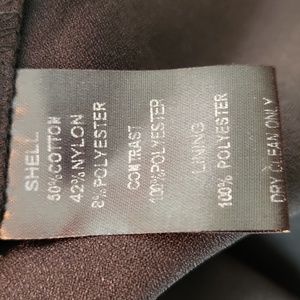 SHELL
50%COTTON
42%NYLON
8%POLYESTER
CONTRAST
100%POLYESTER
LINING
100% POLYESTER
DRY CLEAN ONLY